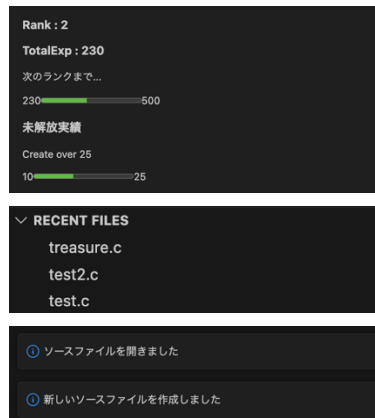 Rank : 2
TotalExp : 230
次のランクまで...
230 500
未解放実績
Create over 25
10 25
RECENT FILES
treasure.c
test2.c
test.c
ソースファイルを開きました
新しいソースファイルを作成しました